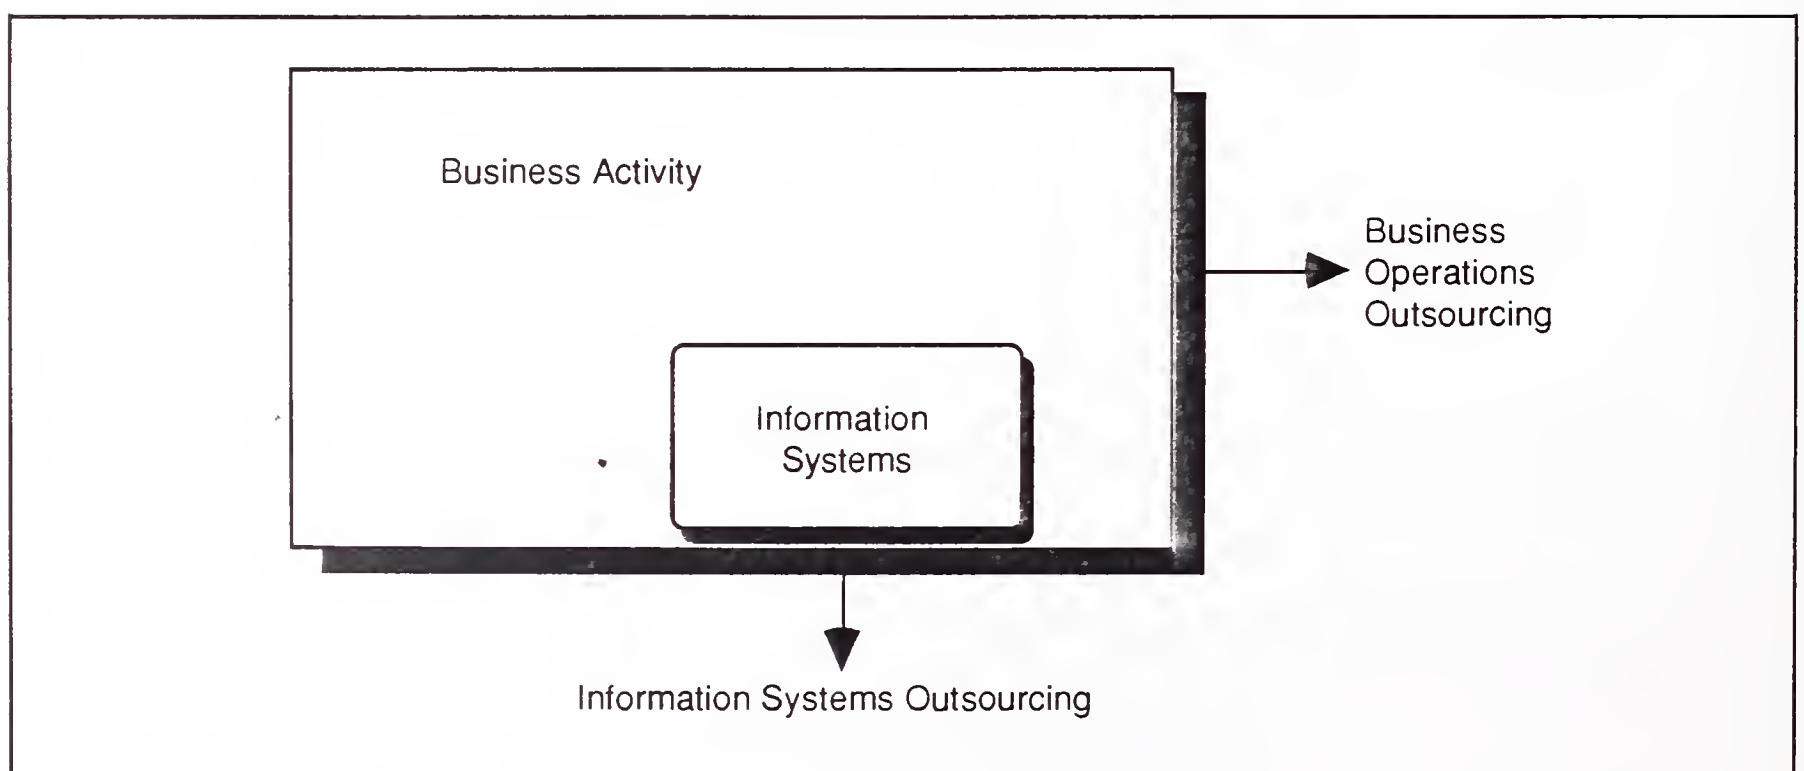 Business Activity
Business
Operations
Outsourcing
Information
Systems
Information Systems Outsourcing